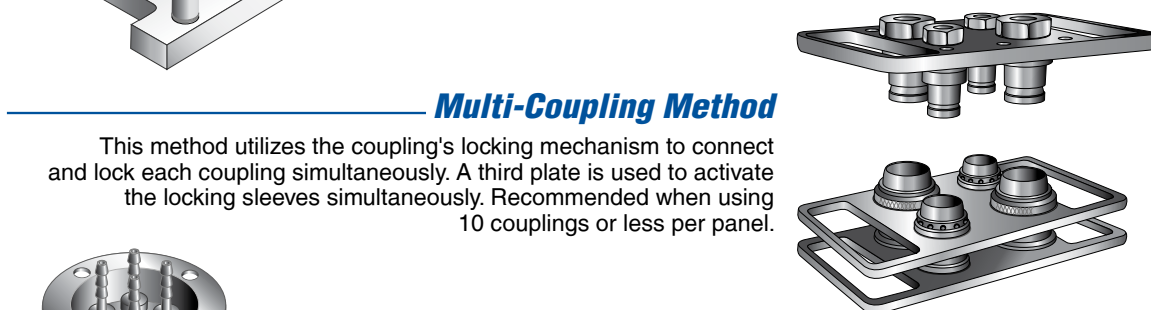 Multi-Coupling Method
This method utilizes the coupling's locking mechanism to connect
and lock each coupling simultaneously. A third plate is used to activate
the locking sleeves simultaneously. Recommended when using
10 couplings or less per panel.